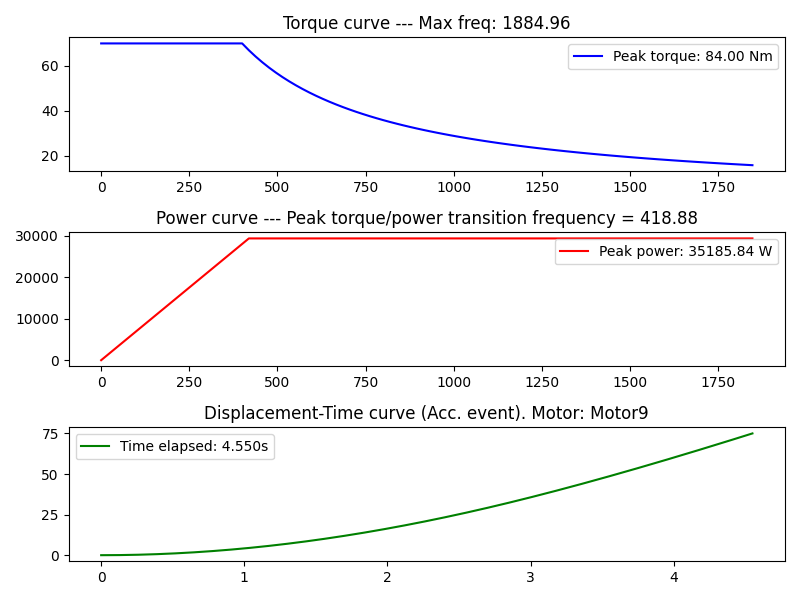 Torque curve --- Max freq: 1884.96
Peak torque: 84.00 Nm
60
40
20
0 250 500 750 1000 1250 1500 1750
Power curve --- Peak torque/power transition frequency = 418.88
Peak power: 35185.84 W
30000
20000
10000
0
0 250 500 750 1000 1250 1500 1750
Displacement-Time curve (Acc. event). Motor: Motor9
Time elapsed: 4.550s
75
50
25
0
0 1 2 3 4